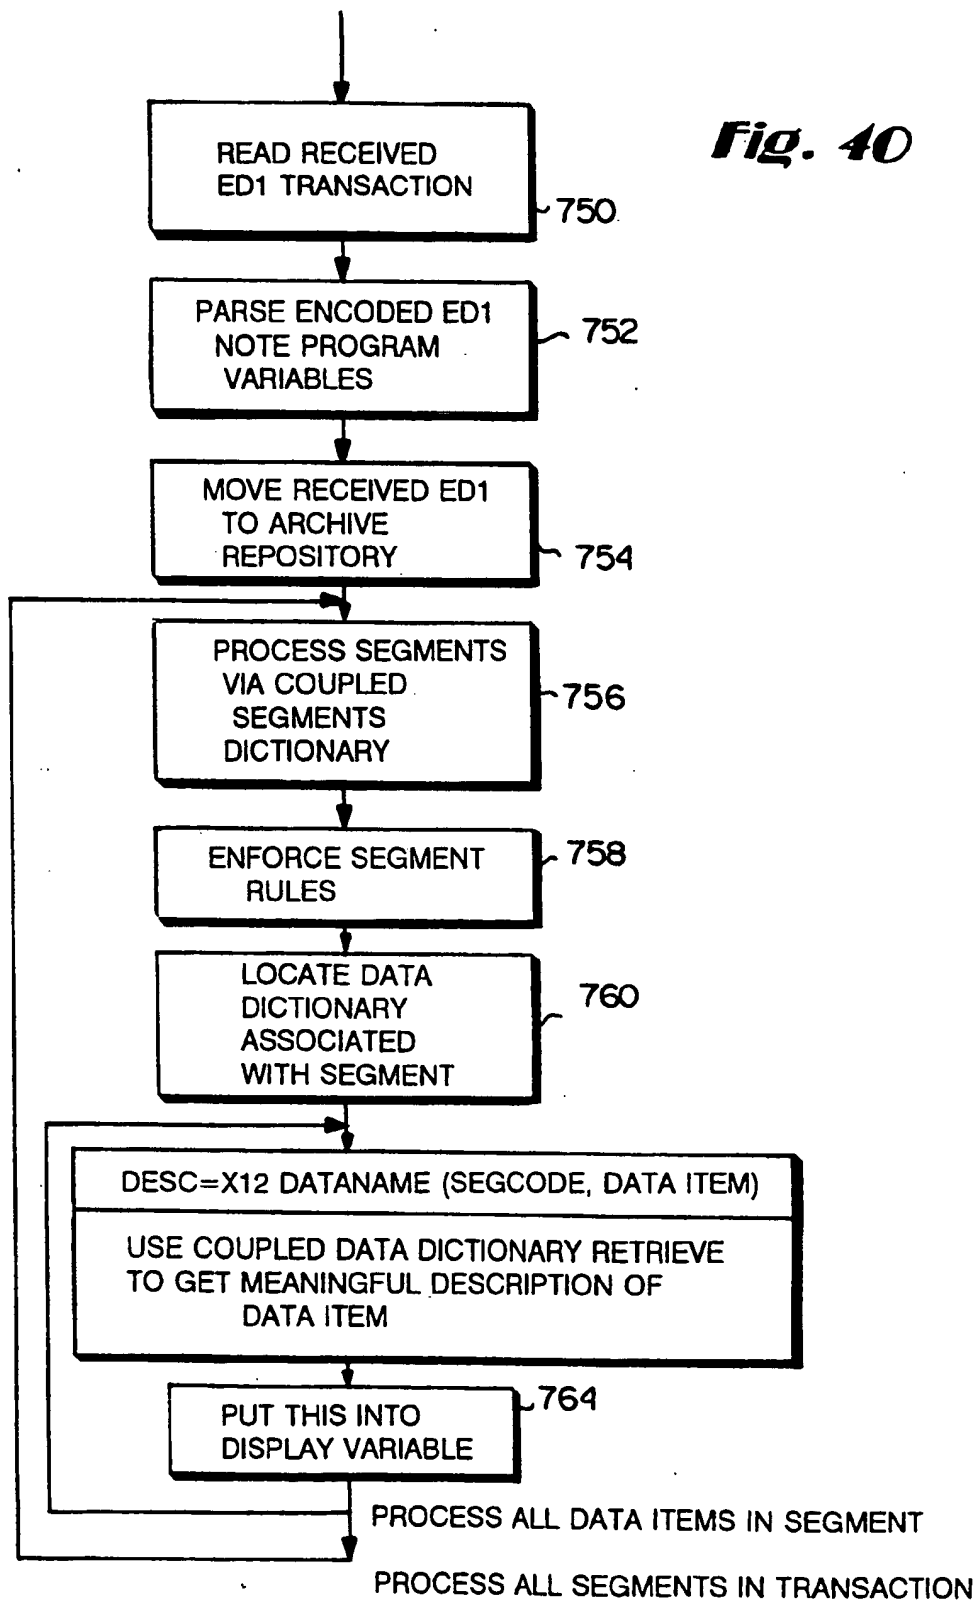 Fig. 40
READ RECEIVED
ED1 TRANSACTION
750
PARSE ENCODED ED1
NOTE PROGRAM
VARIABLES
752
MOVE RECEIVED ED1
TO ARCHIVE
REPOSITORY
754
PROCESS SEGMENTS
VIA COUPLED
SEGMENTS
DICTIONARY
756
ENFORCE SEGMENT
RULES
758
LOCATE DATA
DICTIONARY
ASSOCIATED
WITH SEGMENT
760
DESC=X12 DATANAME (SEGCODE, DATA ITEM)
USE COUPLED DATA DICTIONARY RETRIEVE
TO GET MEANINGFUL DESCRIPTION OF
DATA ITEM
PUT THIS INTO
DISPLAY VARIABLE
764
PROCESS ALL DATA ITEMS IN SEGMENT
PROCESS ALL SEGMENTS IN TRANSACTION